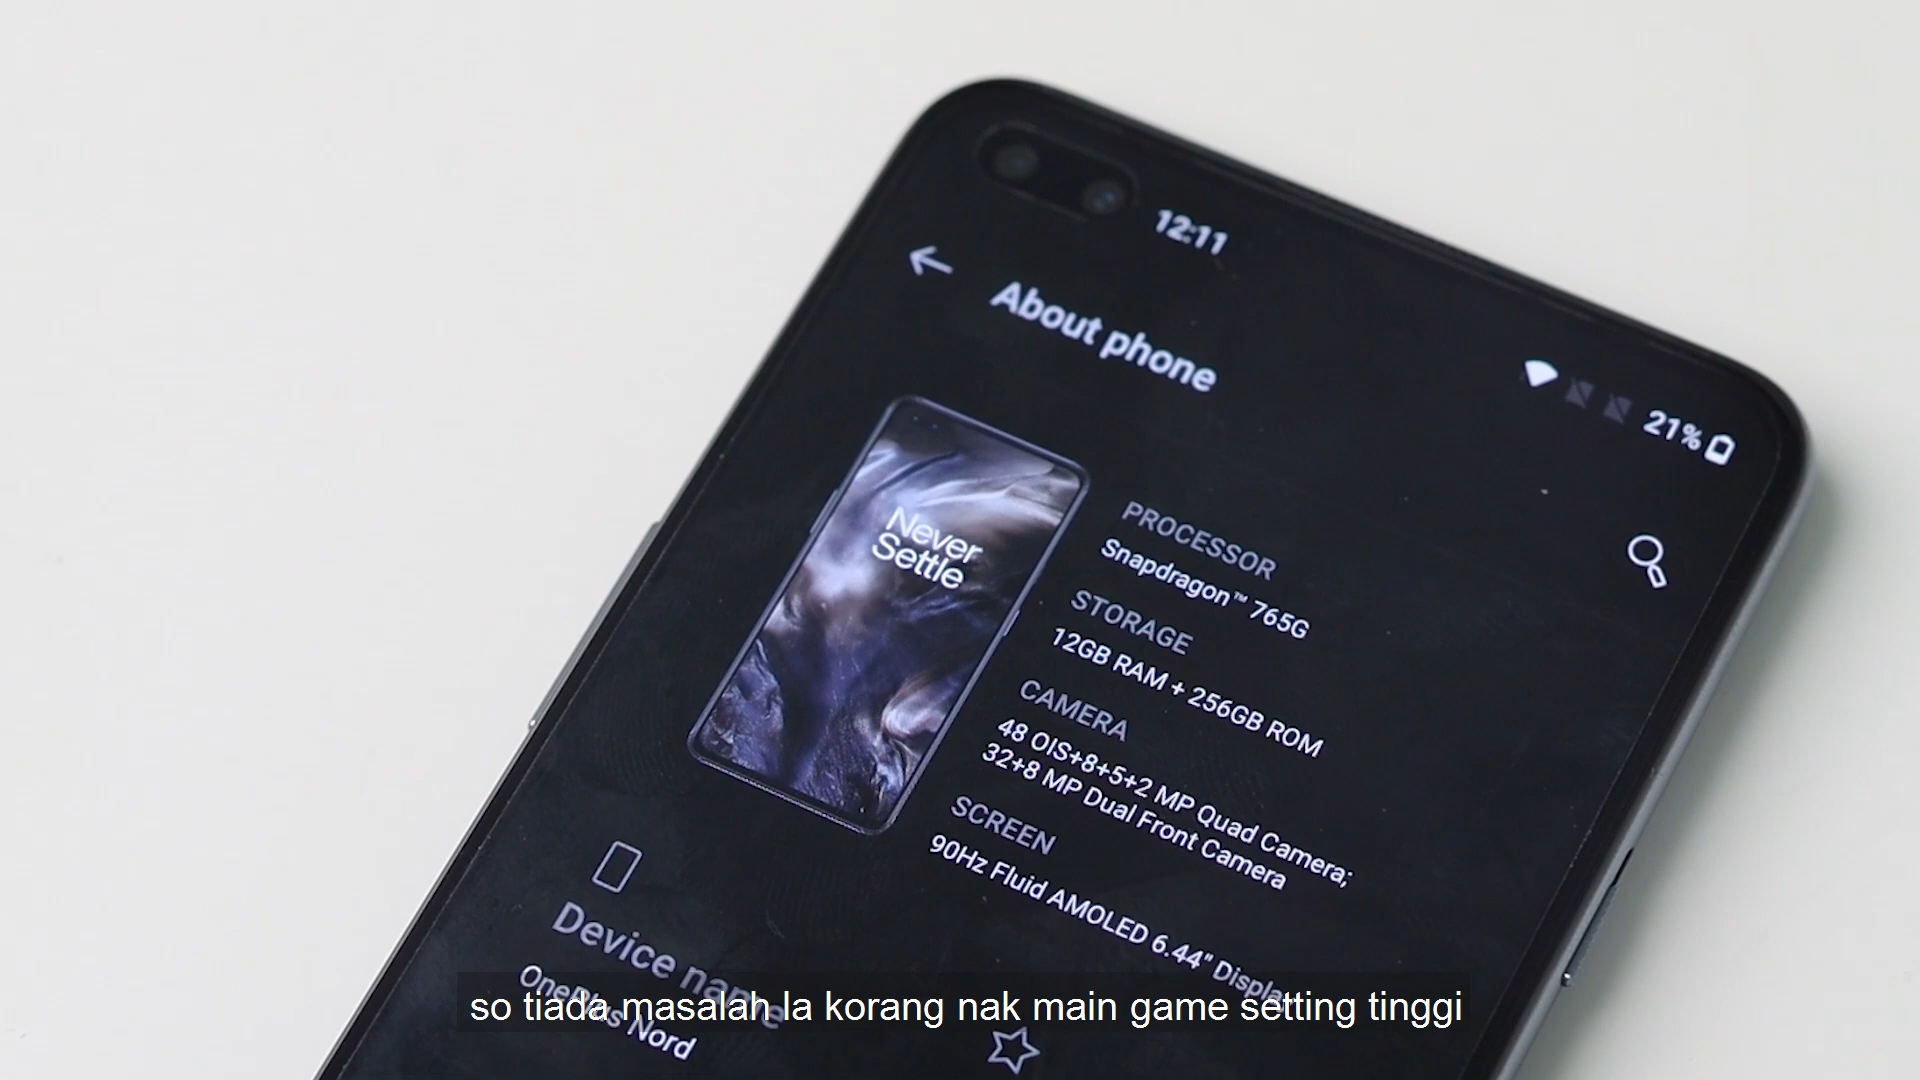 12:11
21%
About phone
Never
Settle
PROCESSOR
Snapdragon™ 765G
STORAGE
12GB RAM + 256GB ROM
CAMERA
48 OIS+8+5+2 MP Quad Camera;
32+8 MP Dual Front Camera
SCREEN
90Hz Fluid AMOLED 6.44" Display
Device name
OnePlus Nord
so tiada masalah la korang nak main game setting tinggi